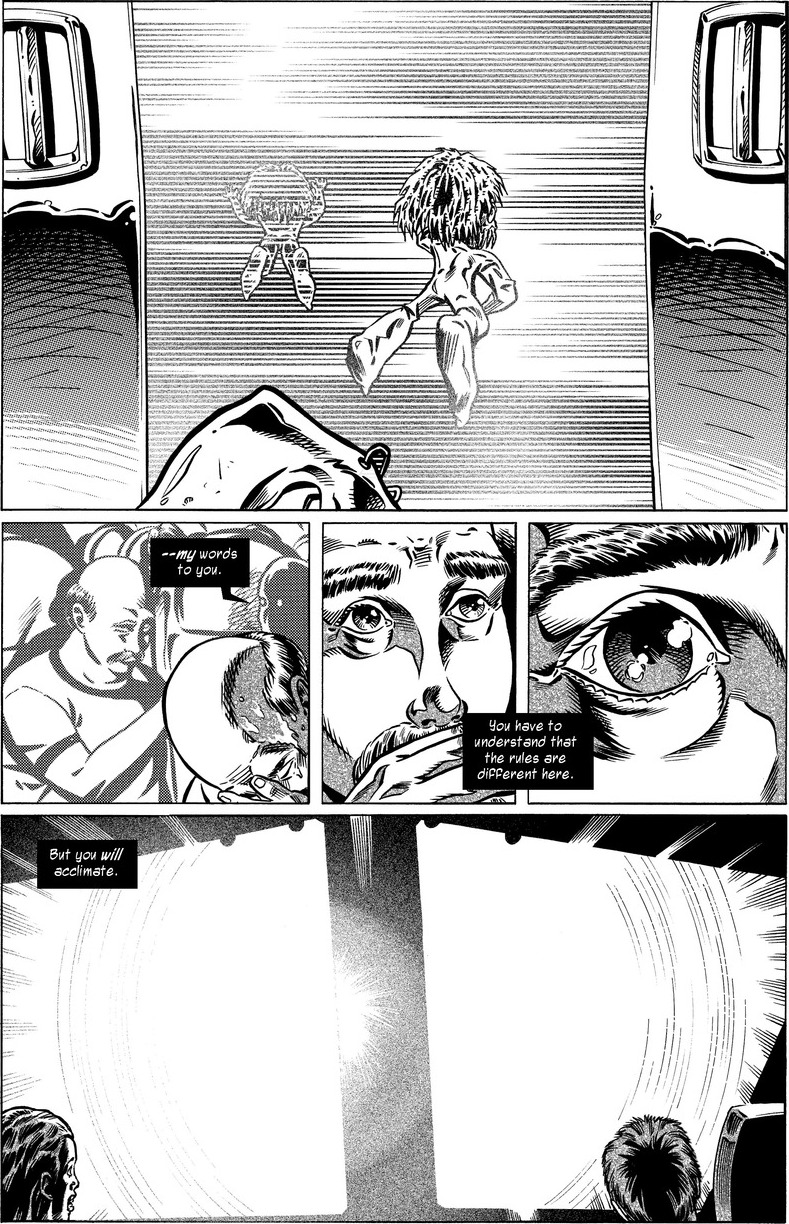 --my words
to you.
You have to
understand that
the rules are
different here.
But you will
acclimate.